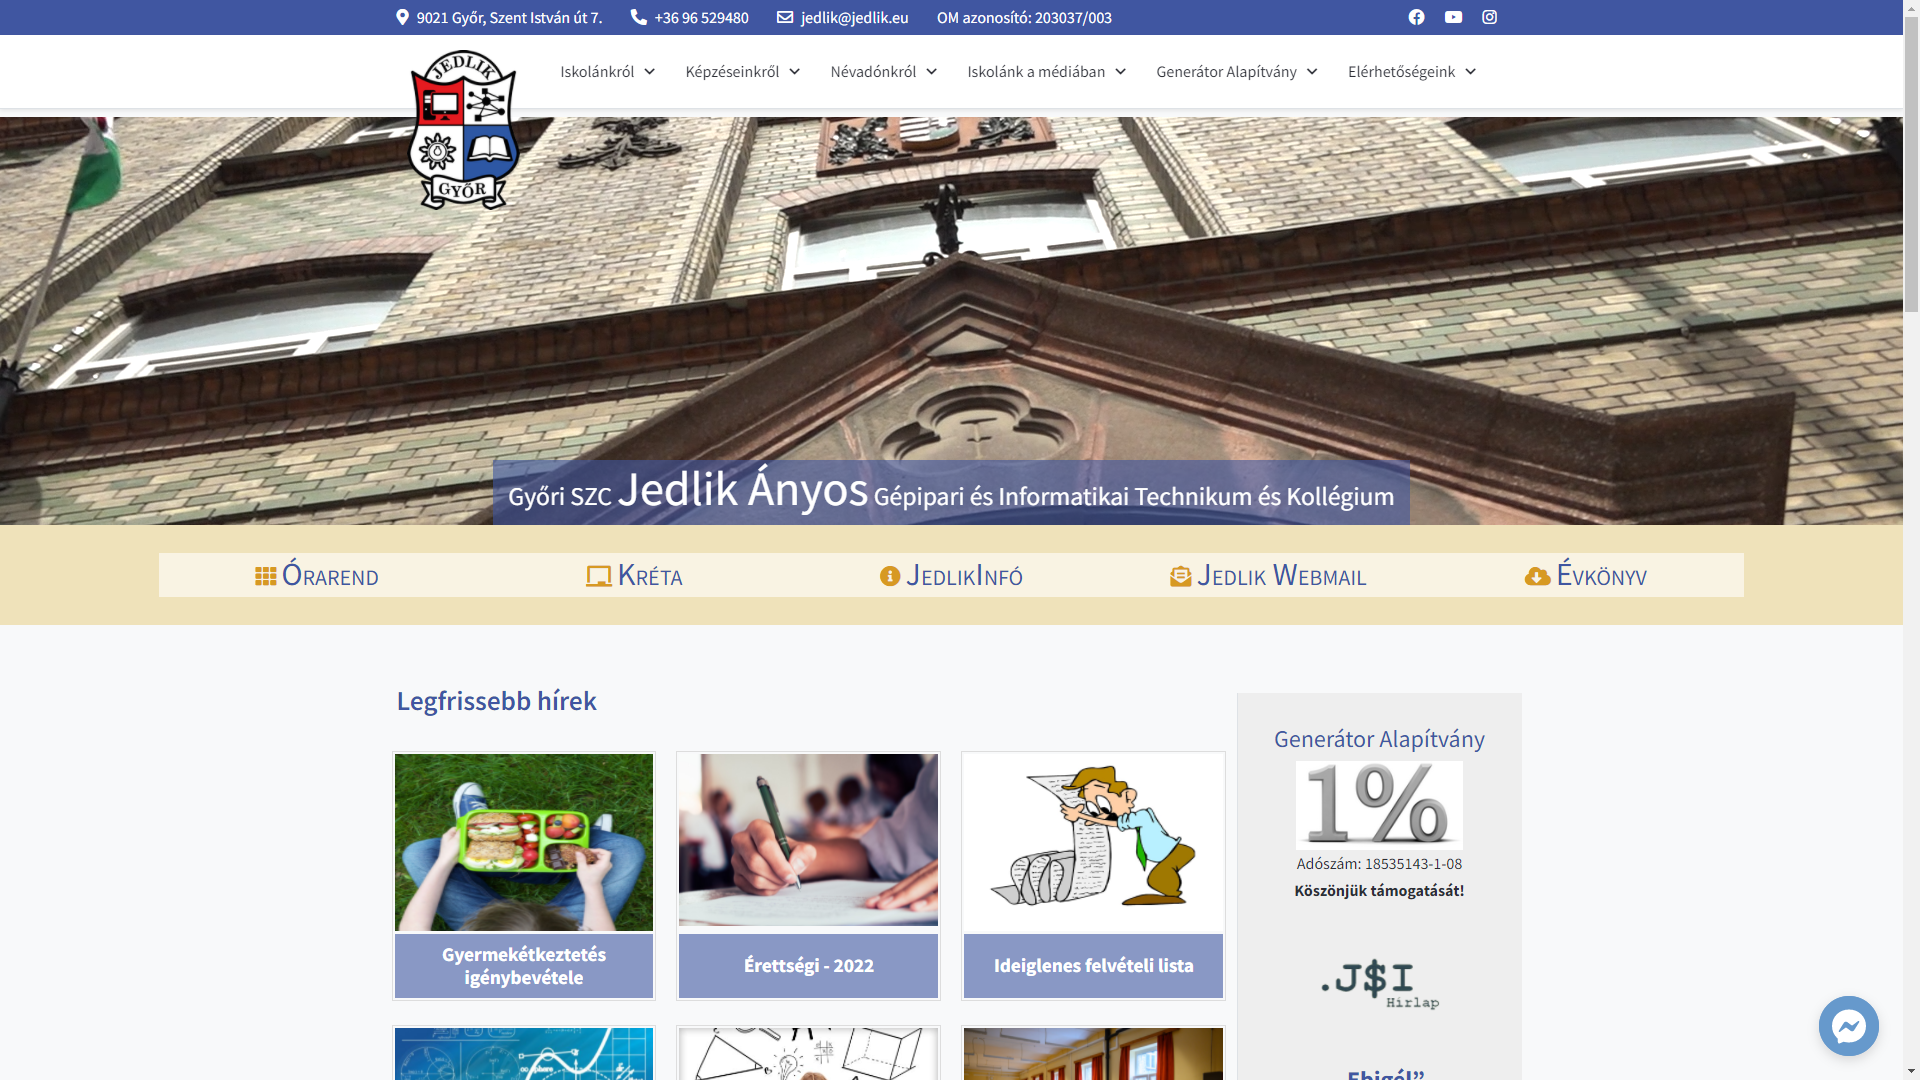 9021 Győr, Szent István út 7. +36 96 529480 jedlik@jedlik.eu OM azonosító: 203037/003
JEDLIK
GYŐR
Iskolánkról Képzéseinkről Névadónkról Iskolánk a médiában Generátor Alapítvány Elérhetőségeink
Győri SZC Jedlik Ányos Gépipari és Informatikai Technikum és Kollégium
Órarend Kréta JedlikInfó Jedlik Webmail Évkönyv
Legfrissebb hírek
Gyermekétkeztetés
igénybevétele
Érettségi - 2022
Ideiglenes felvételi lista
Generátor Alapítvány
1%
Adószám: 18535143-1-08
Köszönjük támogatását!
.J$I
Hírlap